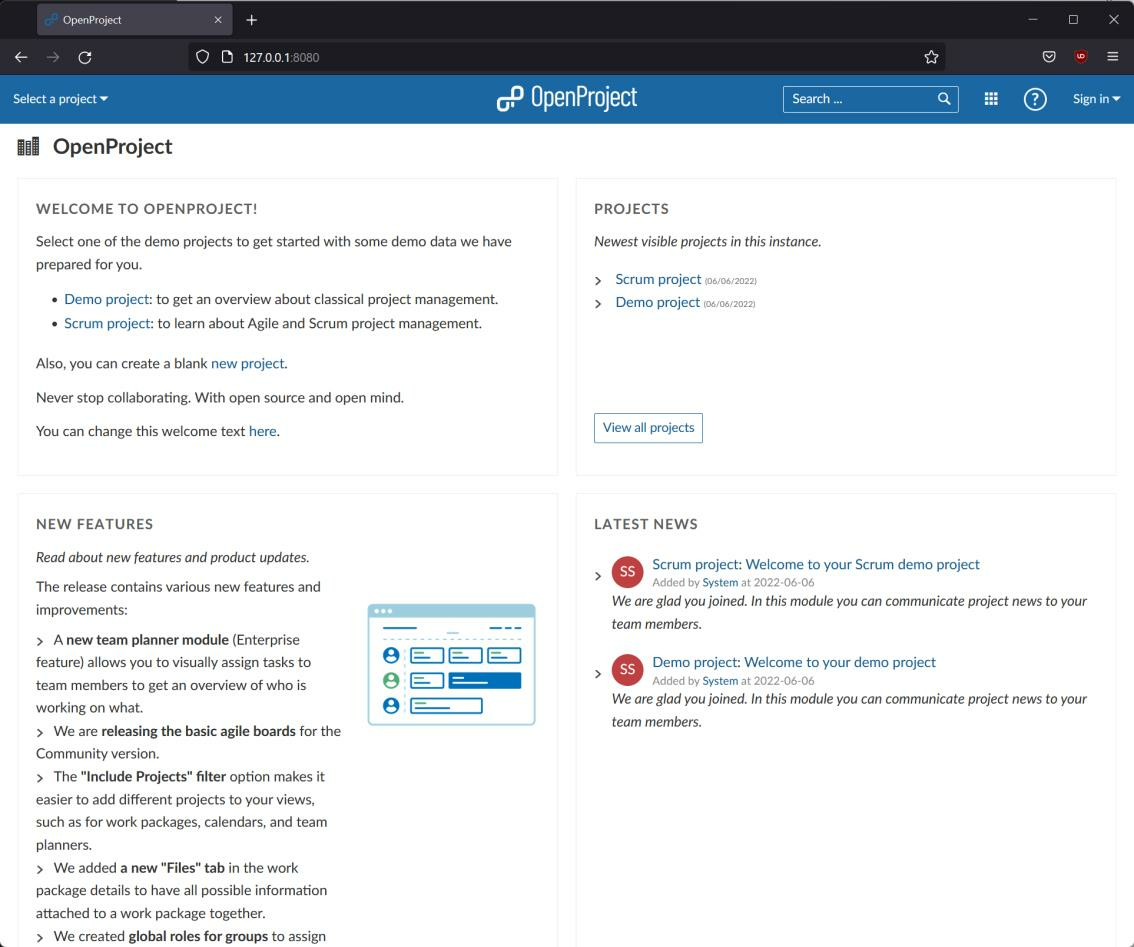 OpenProject
127.0.0.1:8080
Select a project
OpenProject
Search ...
?
Sign in
OpenProject
WELCOME TO OPENPROJECT!
Select one of the demo projects to get started with some demo data we have
prepared for you.
• Demo project: to get an overview about classical project management.
• Scrum project: to learn about Agile and Scrum project management.
Also, you can create a blank new project.
Never stop collaborating. With open source and open mind.
You can change this welcome text here.
PROJECTS
Newest visible projects in this instance.
Scrum project (06/06/2022)
Demo project (06/06/2022)
View all projects
NEW FEATURES
Read about new features and product updates.
The release contains various new features and
improvements:
A new team planner module (Enterprise
feature) allows you to visually assign tasks to
team members to get an overview of who is
working on what.
We are releasing the basic agile boards for the
Community version.
The "Include Projects" filter option makes it
easier to add different projects to your views,
such as for work packages, calendars, and team
planners.
We added a new "Files" tab in the work
package details to have all possible information
attached to a work package together.
We created global roles for groups to assign
LATEST NEWS
SS
Scrum project: Welcome to your Scrum demo project
Added by System at 2022-06-06
We are glad you joined. In this module you can communicate project news to your
team members.
SS
Demo project: Welcome to your demo project
Added by System at 2022-06-06
We are glad you joined. In this module you can communicate project news to your
team members.